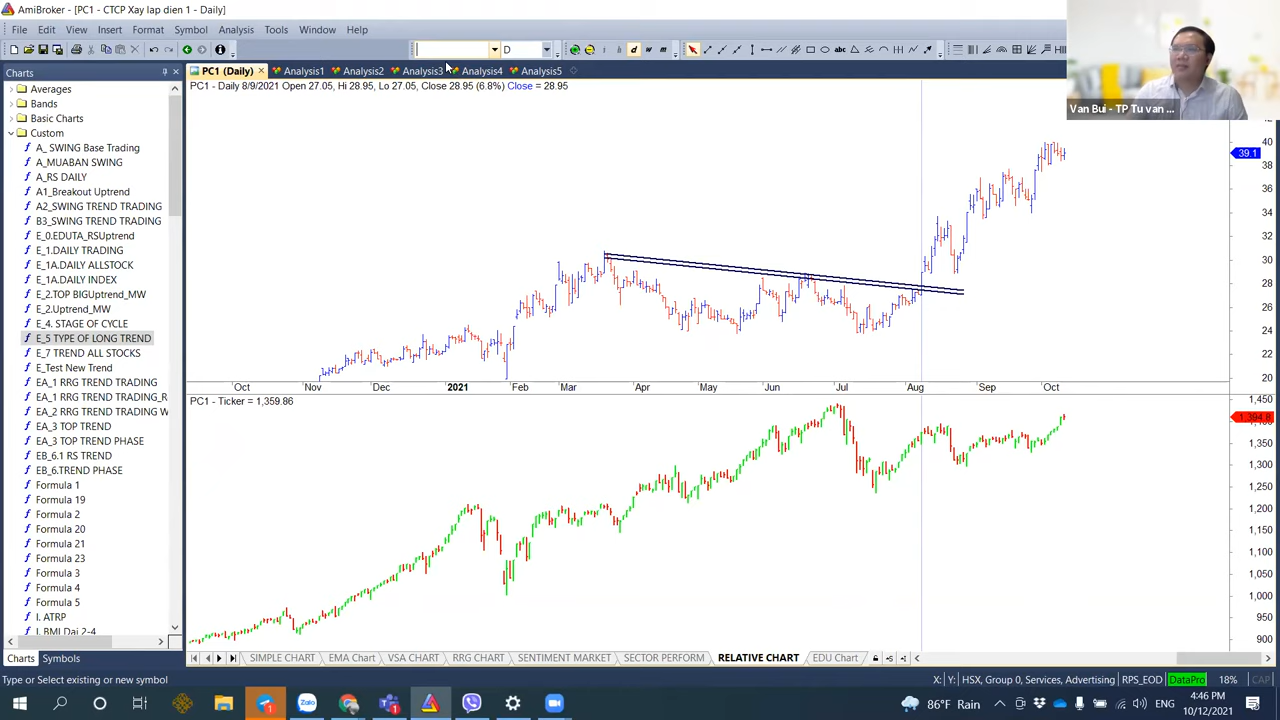 AmiBroker - [PC1 - CTCP Xay lap dien 1 - Daily]
File Edit View Insert Format Symbol Analysis Tools Window Help
D
d w m
abc
Charts
PC1 (Daily) Analysis1 Analysis2 Analysis3 Analysis4 Analysis5
PC1 - Daily 8/9/2021 Open 27.05, Hi 28.95, Lo 27.05, Close 28.95 (6.8%) Close = 28.95
Van Bui - TP Tu van ...
Averages
Bands
Basic Charts
Custom
A_ SWING Base Trading
A_MUABAN SWING
A_RS DAILY
A1_Breakout Uptrend
A2_SWING TREND TRADING
B3_SWING TREND TRADING
E_0.EDUTA_RSUptrend
E_1.DAILY TRADING
E_1A.DAILY ALLSTOCK
E_1A.DAILY INDEX
E_2.TOP BIGUptrend_MW
E_2.Uptrend_MW
E_4. STAGE OF CYCLE
E_5 TYPE OF LONG TREND
E_7 TREND ALL STOCKS
E_Test New Trend
EA_1 RRG TREND TRADING
EA_1 RRG TREND TRADING_R
EA_2 RRG TREND TRADING W
EA_3 TOP TREND
EA_3 TREND PHASE
EB_6.1 RS TREND
EB_6.TREND PHASE
Formula 1
Formula 19
Formula 2
Formula 20
Formula 21
Formula 23
Formula 3
Formula 4
Formula 5
I. ATRP
I. BMI Dai 2-4
40
39.1
38
36
34
32
30
28
26
24
22
20
Oct Nov Dec 2021 Feb Mar Apr May Jun Jul Aug Sep Oct
PC1 - Ticker = 1,359.86
1,450
1,394.8
1,350
1,300
1,250
1,200
1,150
1,100
1,050
1,000
950
900
Charts Symbols
SIMPLE CHART EMA Chart VSA CHART RRG CHART SENTIMENT MARKET SECTOR PERFORM RELATIVE CHART EDU Chart
Type or Select existing or new symbol
X: Y: HSX, Group 0, Services, Advertising RPS_EOD DataPro 18% CAP
86°F Rain
ENG
4:46 PM
10/12/2021